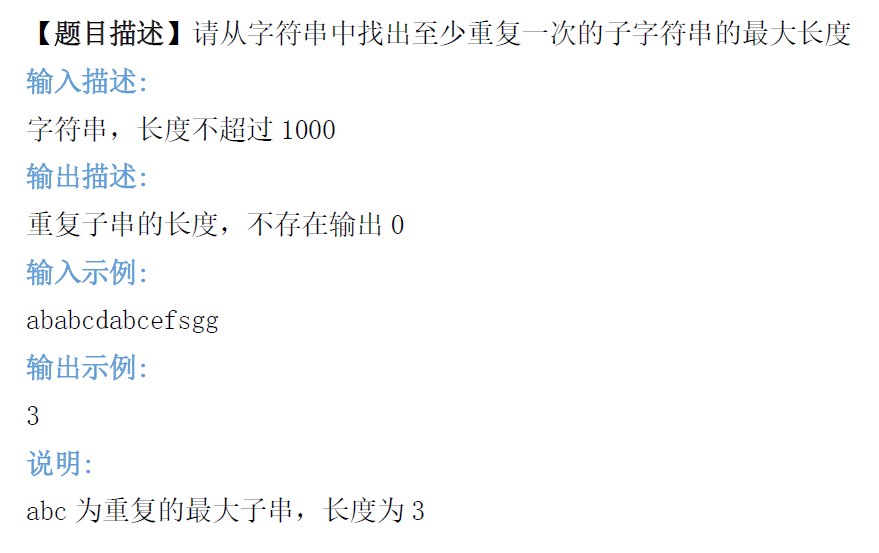 【题目描述】请从字符串中找出至少重复一次的子字符串的最大长度
输入描述:
字符串，长度不超过 1000
输出描述:
重复子串的长度，不存在输出 0
输入示例:
ababcdabcefsgg
输出示例:
3
说明:
abc 为重复的最大子串，长度为 3